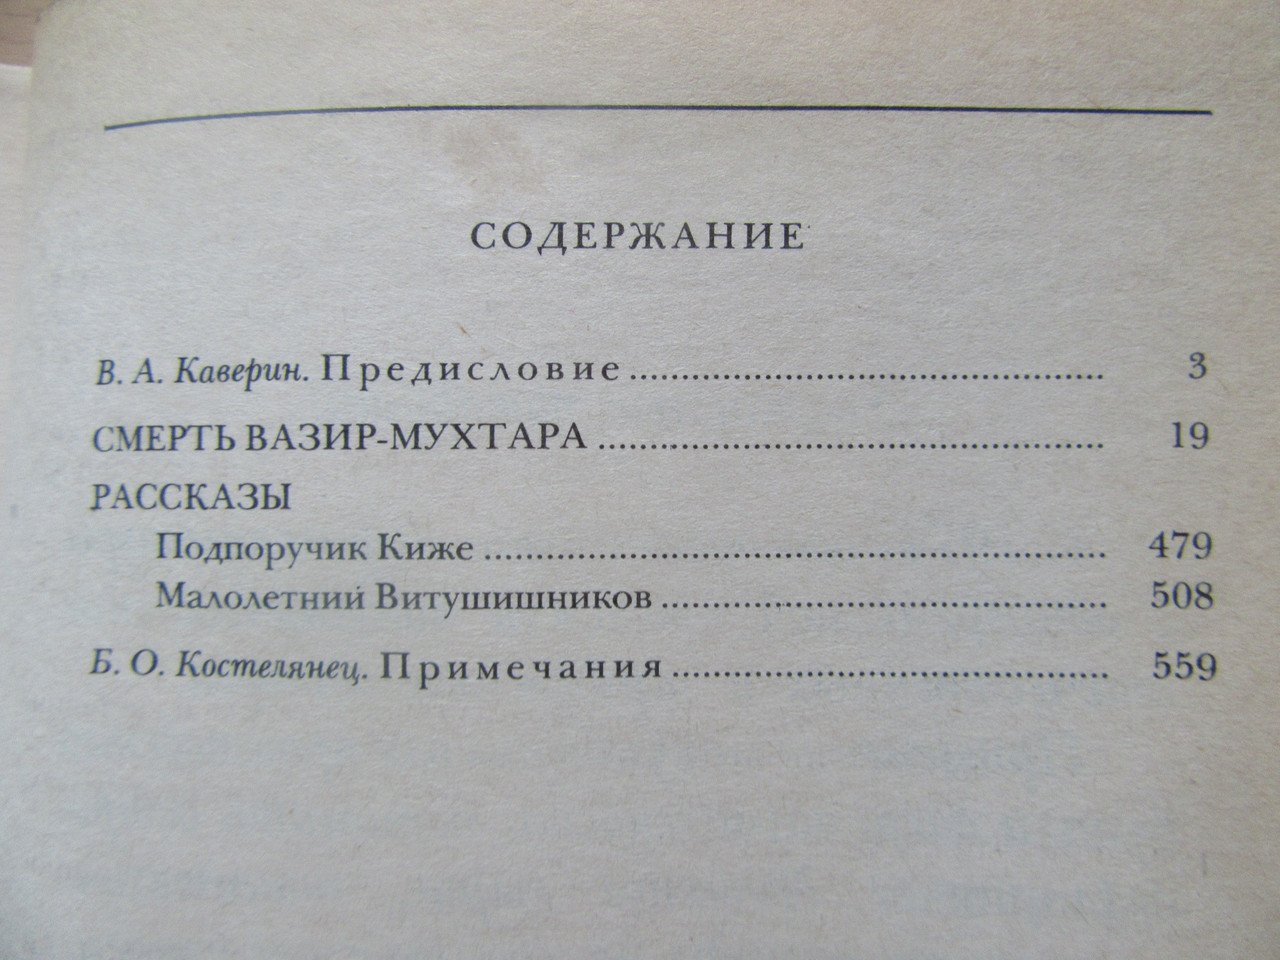 СОДЕРЖАНИЕ
В. А. Каверин. Предисловие ........ 3
СМЕРТЬ ВАЗИР-МУХТАРА ........ 19
РАССКАЗЫ
Подпоручик Киже ........ 479
Малолетний Витушишников ........ 508
Б. О. Костелянец. Примечания ........ 559